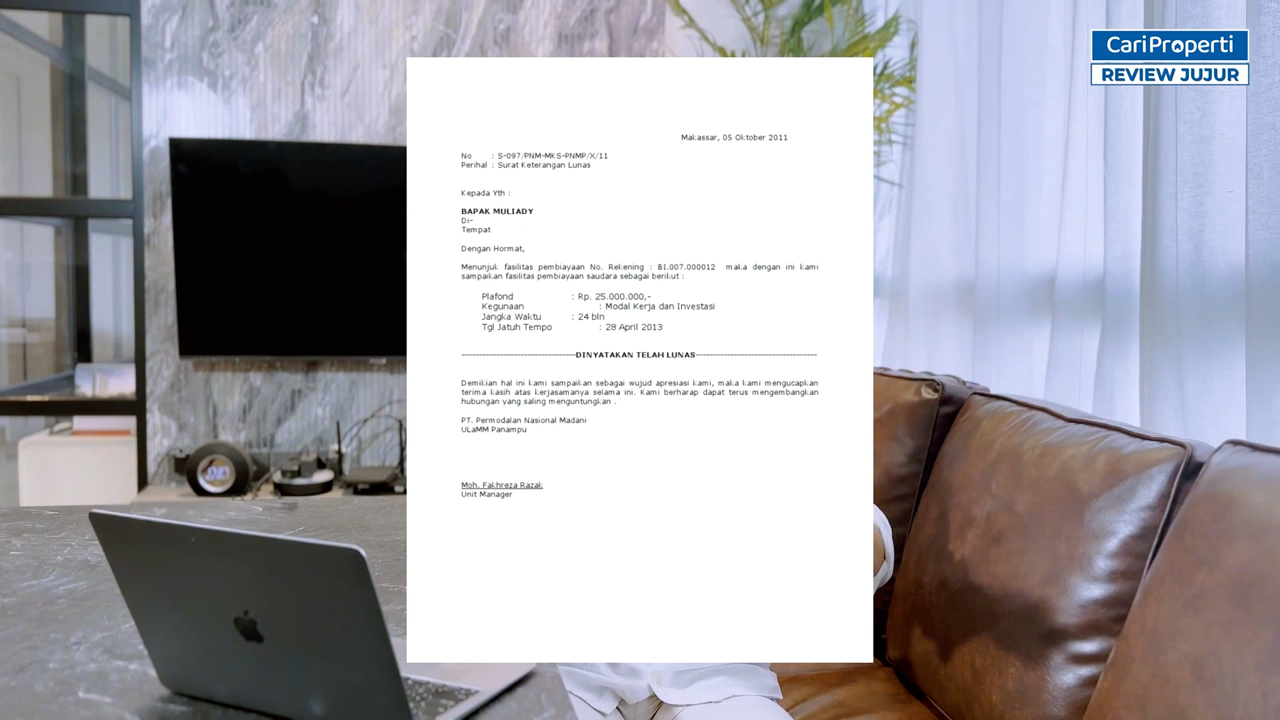 CariProperti
REVIEW JUJUR
Makassar, 05 Oktober 2011
No : S-097/PNM-MKS-PNMP/X/11
Perihal : Surat Keterangan Lunas
Kepada Yth :
BAPAK MULIADY
Di-
Tempat
Dengan Hormat,
Menunjuk fasilitas pembiayaan No. Rekening : BI.007.000012 maka dengan ini kami
sampaikan fasilitas pembiayaan saudara sebagai berikut :
Plafond : Rp. 25.000.000,-
Kegunaan : Modal Kerja dan Investasi
Jangka Waktu : 24 bln
Tgl Jatuh Tempo : 28 April 2013
--------------------------------DINYATAKAN TELAH LUNAS----------------------------------
Demikian hal ini kami sampaikan sebagai wujud apresiasi kami, maka kami mengucapkan
terima kasih atas kerjasamanya selama ini. Kami berharap dapat terus mengembangkan
hubungan yang saling menguntungkan .
PT. Permodalan Nasional Madani
ULaMM Panampu
Moh. Fakhreza Razak
Unit Manager